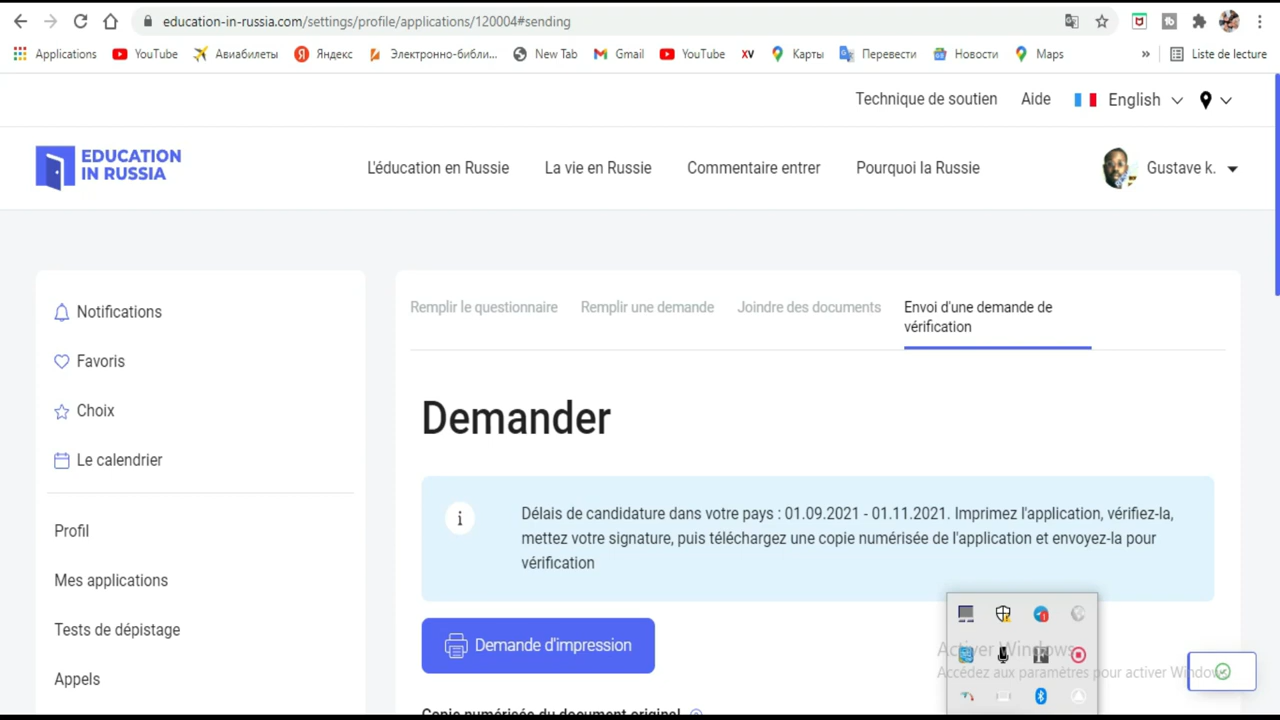 education-in-russia.com/settings/profile/applications/120004#sending
Applications YouTube Авиабилеты Яндекс Электронно-библи... New Tab Gmail YouTube XV Карты Перевести Новости Maps » Liste de lecture
Technique de soutien Aide English
EDUCATION
IN RUSSIA
L'éducation en Russie La vie en Russie Commentaire entrer Pourquoi la Russie Gustave k.
Notifications
Favoris
Choix
Le calendrier
Profil
Mes applications
Tests de dépistage
Appels
Remplir le questionnaire Remplir une demande Joindre des documents Envoi d'une demande de
vérification
Demander
Délais de candidature dans votre pays : 01.09.2021 - 01.11.2021. Imprimez l'application, vérifiez-la,
mettez votre signature, puis téléchargez une copie numérisée de l'application et envoyez-la pour
vérification
Demande d'impression
Activer Windows
Accédez aux paramètres pour activer Windows
Copie numérisée du document original